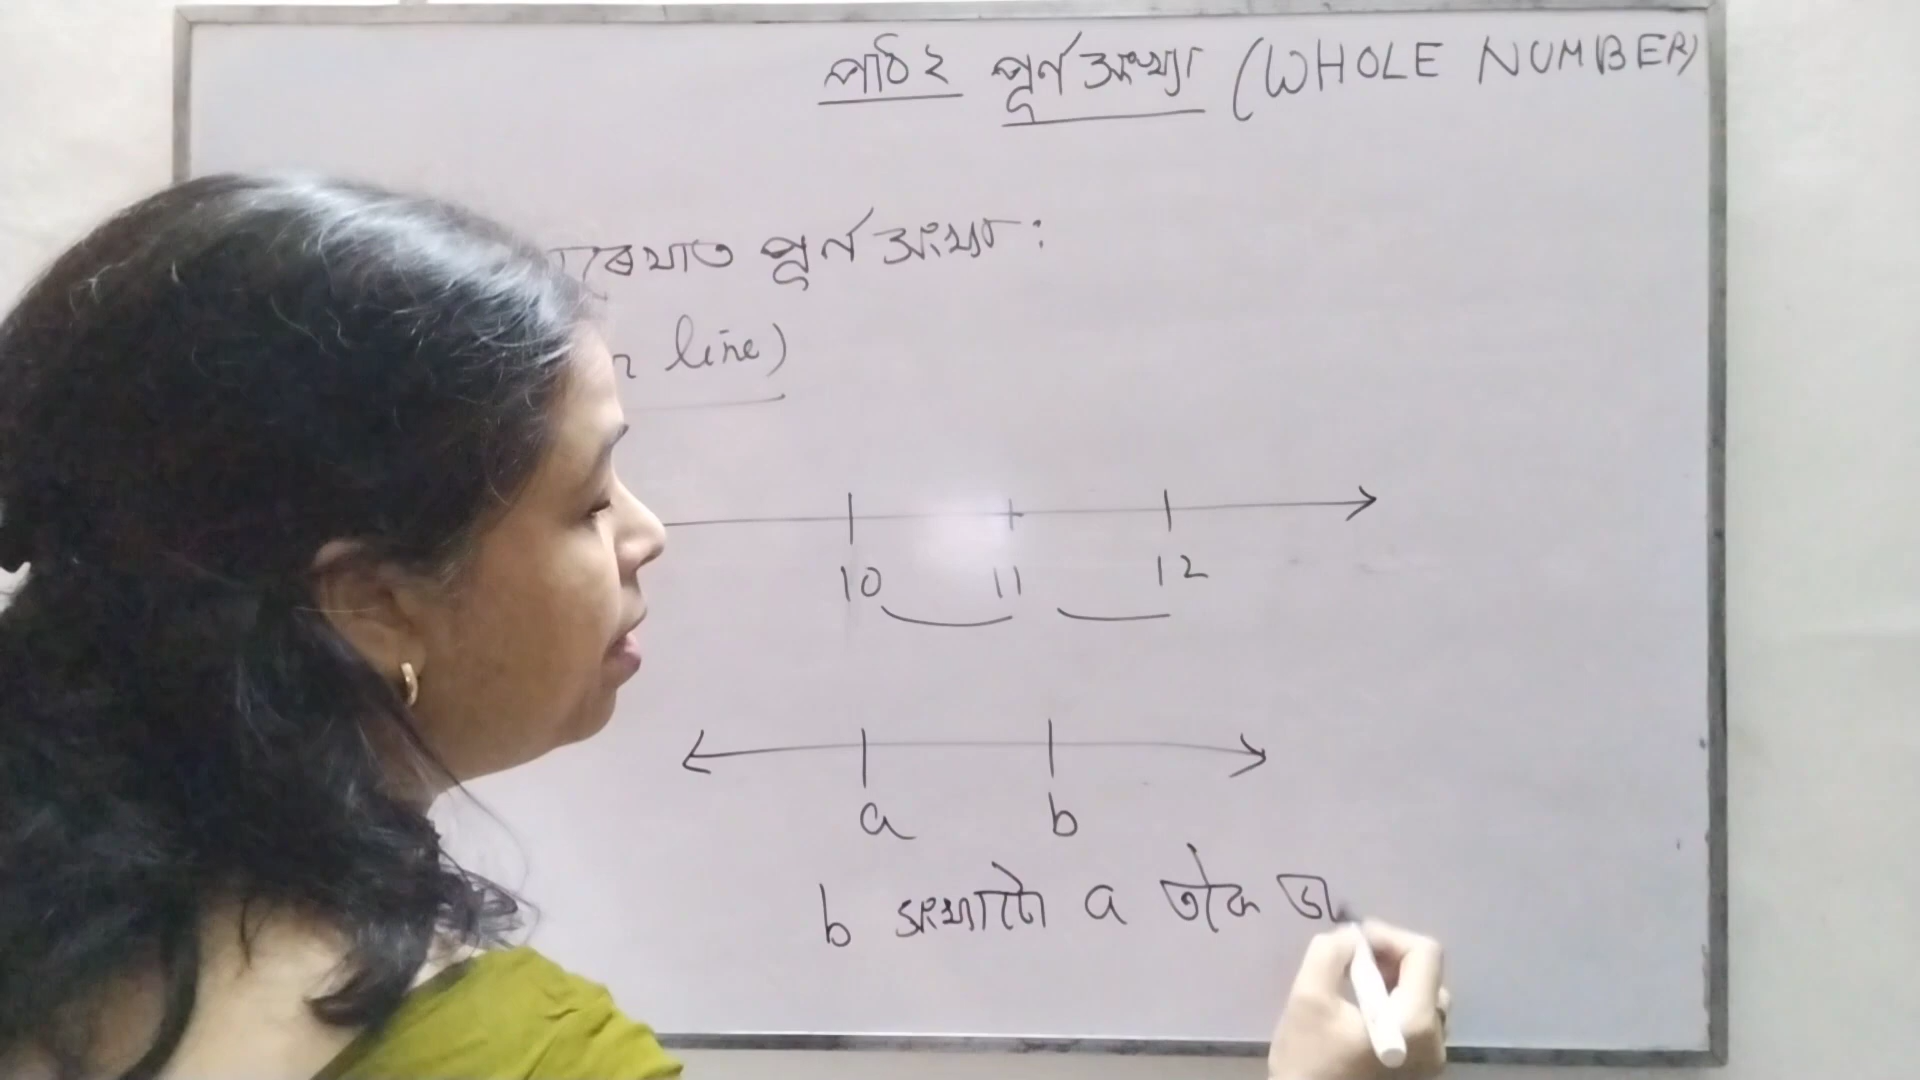 পাঠ ২ পূৰ্ণ সংখ্যা (WHOLE NUMBER)
ৰেখাত পূৰ্ণ সংখ্যা :
line)
10 11 12
a b
b সংখ্যাটো a তকৈ ডা